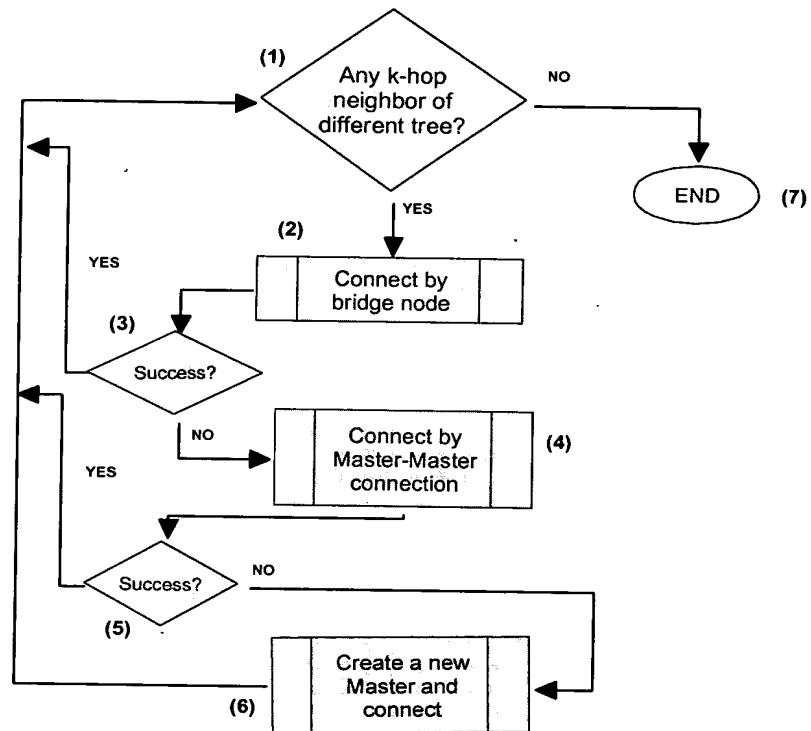 (1)
Any k-hop
neighbor of
different tree?
NO
END
(7)
YES
(2)
Connect by
bridge node
YES
(3)
Success?
NO
Connect by
Master-Master
connection
(4)
YES
Success?
NO
(5)
Create a new
Master and
connect
(6)